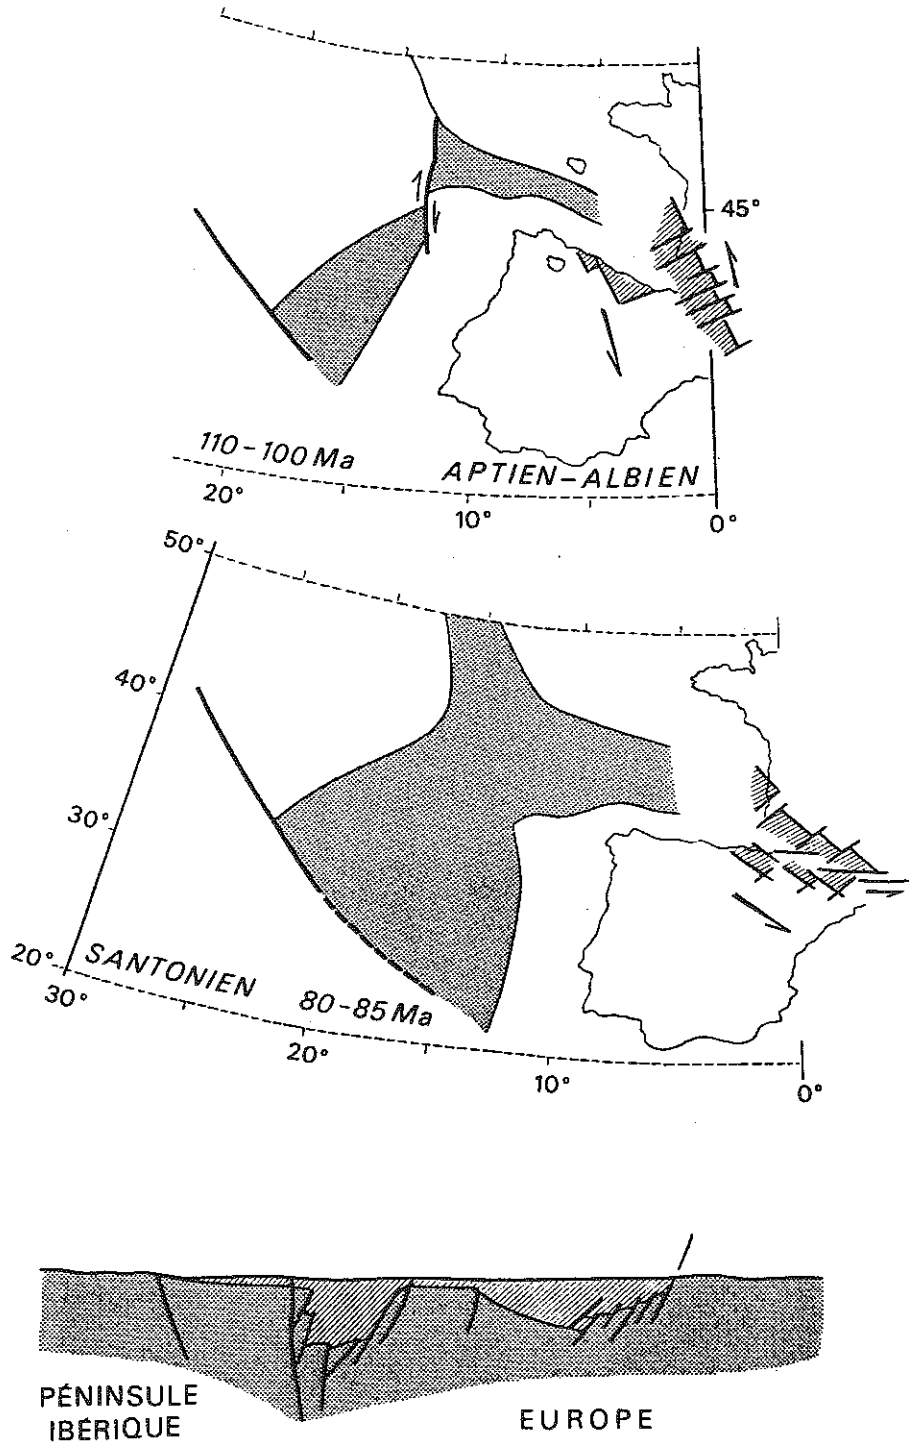 45°
110-100 Ma
APTIEN-ALBIEN
20°
10°
0°
50°
40°
30°
20°
30°
SANTONIEN
80-85 Ma
20°
10°
0°
PÉNINSULE
IBÉRIQUE
EUROPE